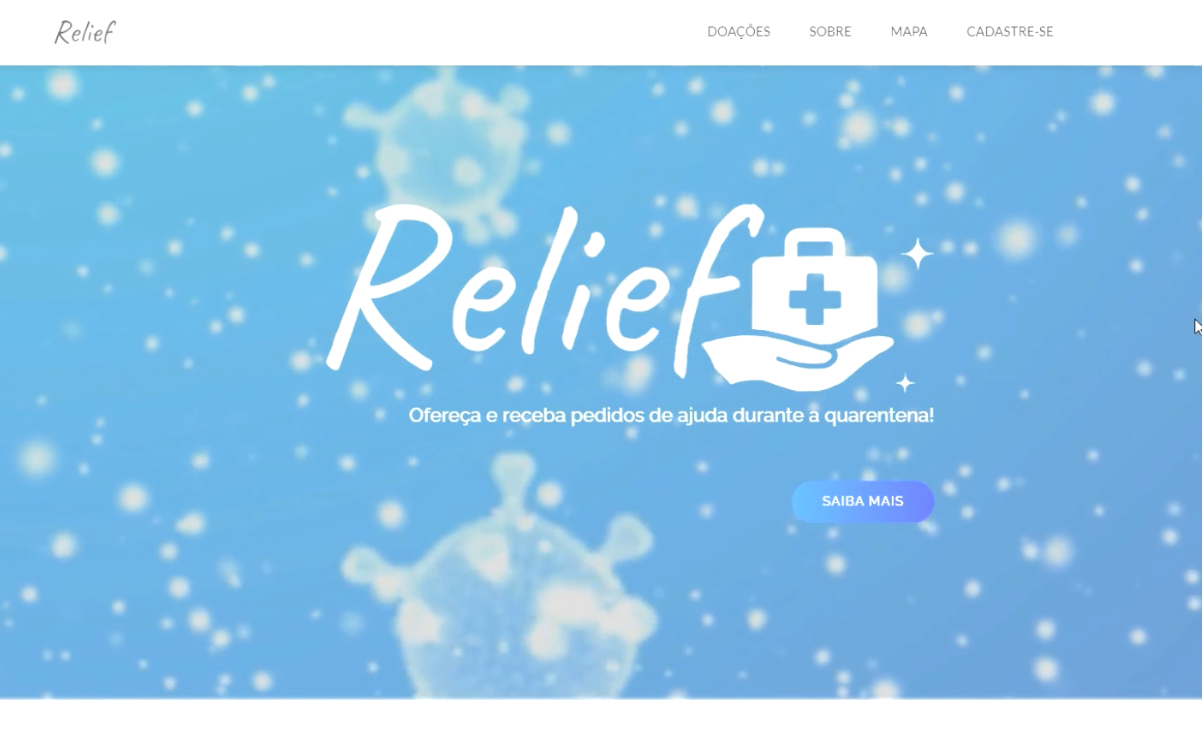 Relief
DOAÇÕES SOBRE MAPA CADASTRE-SE
Relief
Ofereça e receba pedidos de ajuda durante a quarentena!
SAIBA MAIS